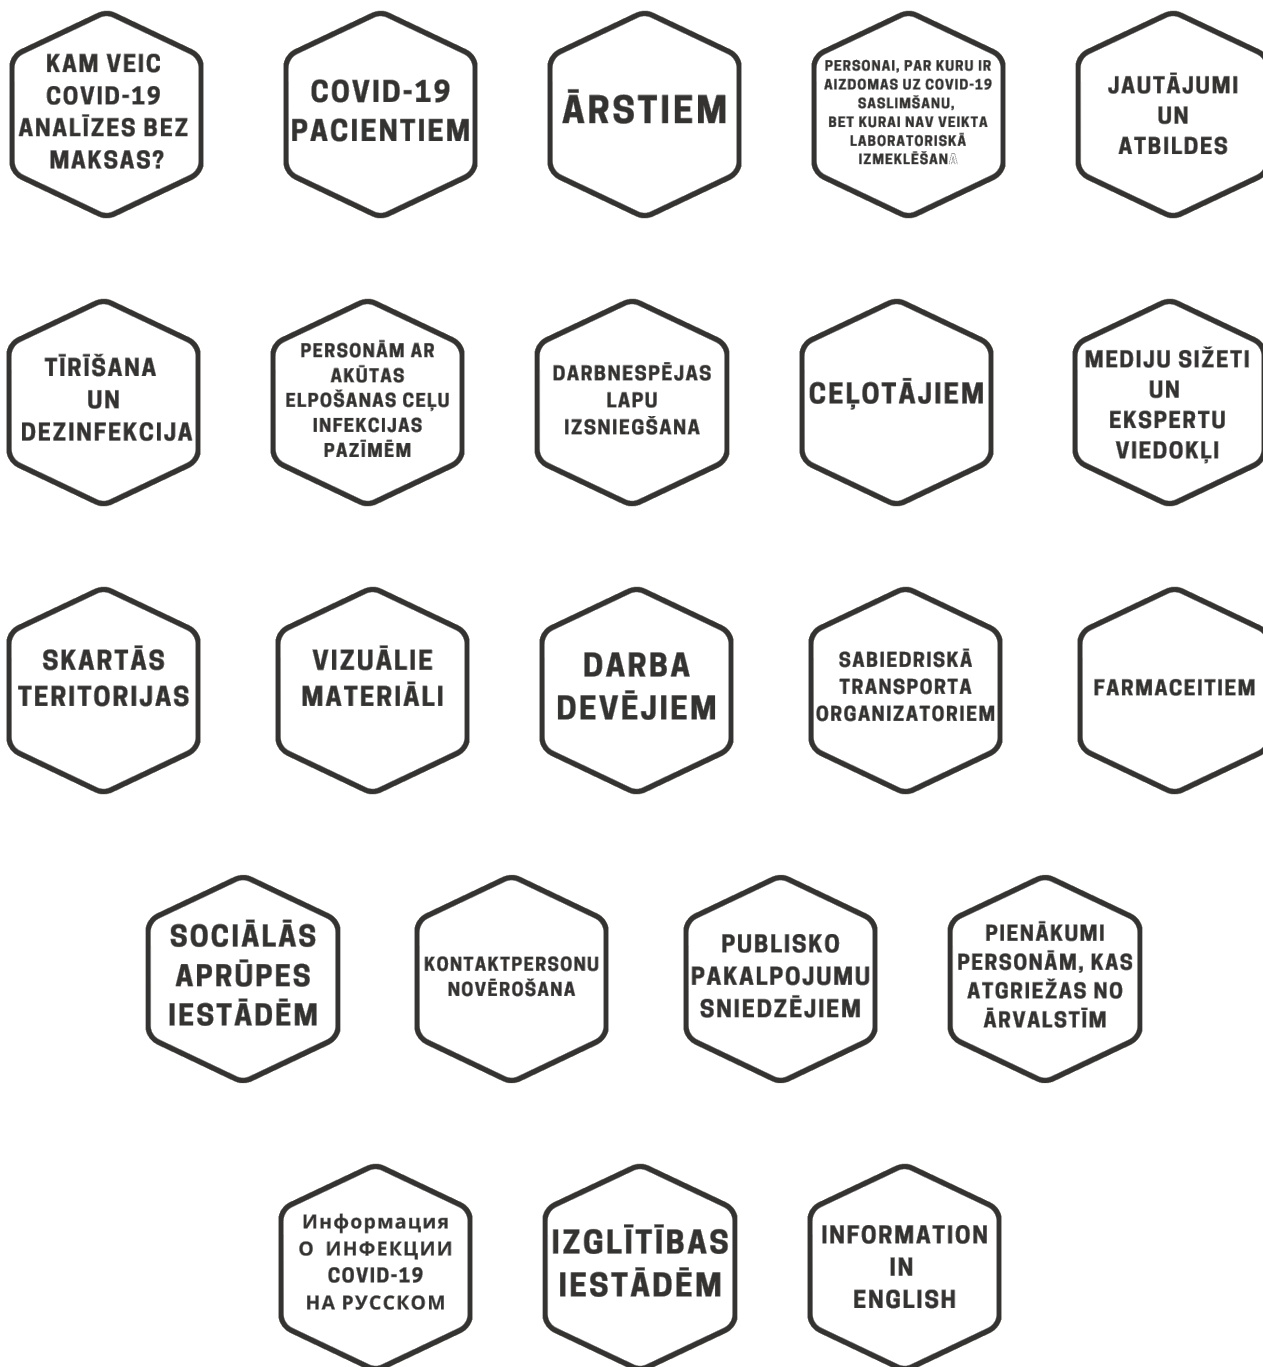 KAM VEIC
COVID-19
ANALĪZES BEZ
MAKSAS?
COVID-19
PACIENTIEM
ĀRSTIEM
PERSONAI, PAR KURU IR
AIZDOMAS UZ COVID-19
SASLIMŠANU,
BET KURAI NAV VEIKTA
LABORATORISKĀ
IZMEKLĒŠANA
JAUTĀJUMI
UN
ATBILDES
TĪRĪŠANA
UN
DEZINFEKCIJA
PERSONĀM AR
AKŪTAS
ELPOŠANAS CEĻU
INFEKCIJAS
PAZĪMĒM
DARBNESPĒJAS
LAPU
IZSNIEGŠANA
CEĻOTĀJIEM
MEDIJU SIŽETI
UN
EKSPERTU
VIEDOKĻI
SKARTĀS
TERITORIJAS
VIZUĀLIE
MATERIĀLI
DARBA
DEVĒJIEM
SABIEDRISKĀ
TRANSPORTA
ORGANIZATORIEM
FARMACEITIEM
SOCIĀLĀS
APRŪPES
IESTĀDĒM
KONTAKTPERSONU
NOVĒROŠANA
PUBLISKO
PAKALPOJUMU
SNIEDZĒJIEM
PIENĀKUMI
PERSONĀM, KAS
ATGRIEŽAS NO
ĀRVALSTĪM
Информация
О ИНФЕКЦИИ
COVID-19
НА РУССКОМ
IZGLĪTĪBAS
IESTĀDĒM
INFORMATION
IN
ENGLISH